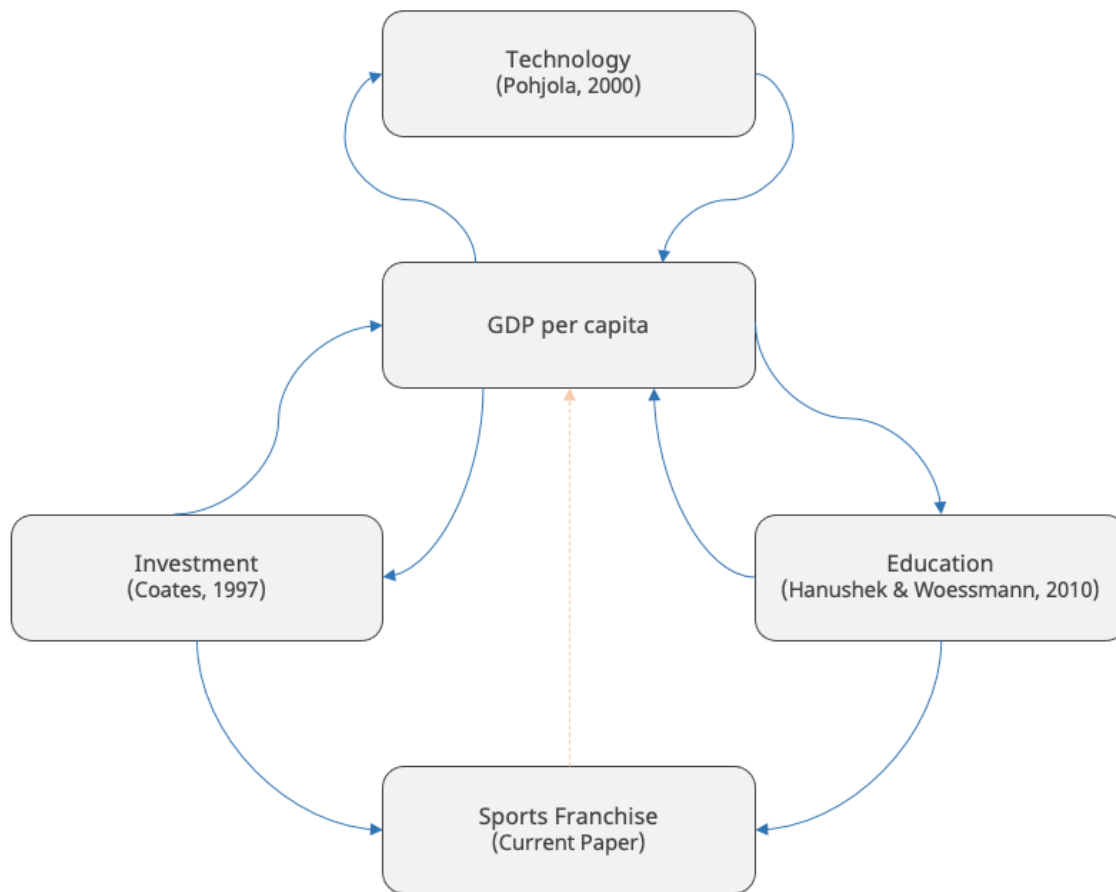 Technology
(Pohjola, 2000)
GDP per capita
Investment
(Coates, 1997)
Education
(Hanushek & Woessmann, 2010)
Sports Franchise
(Current Paper)